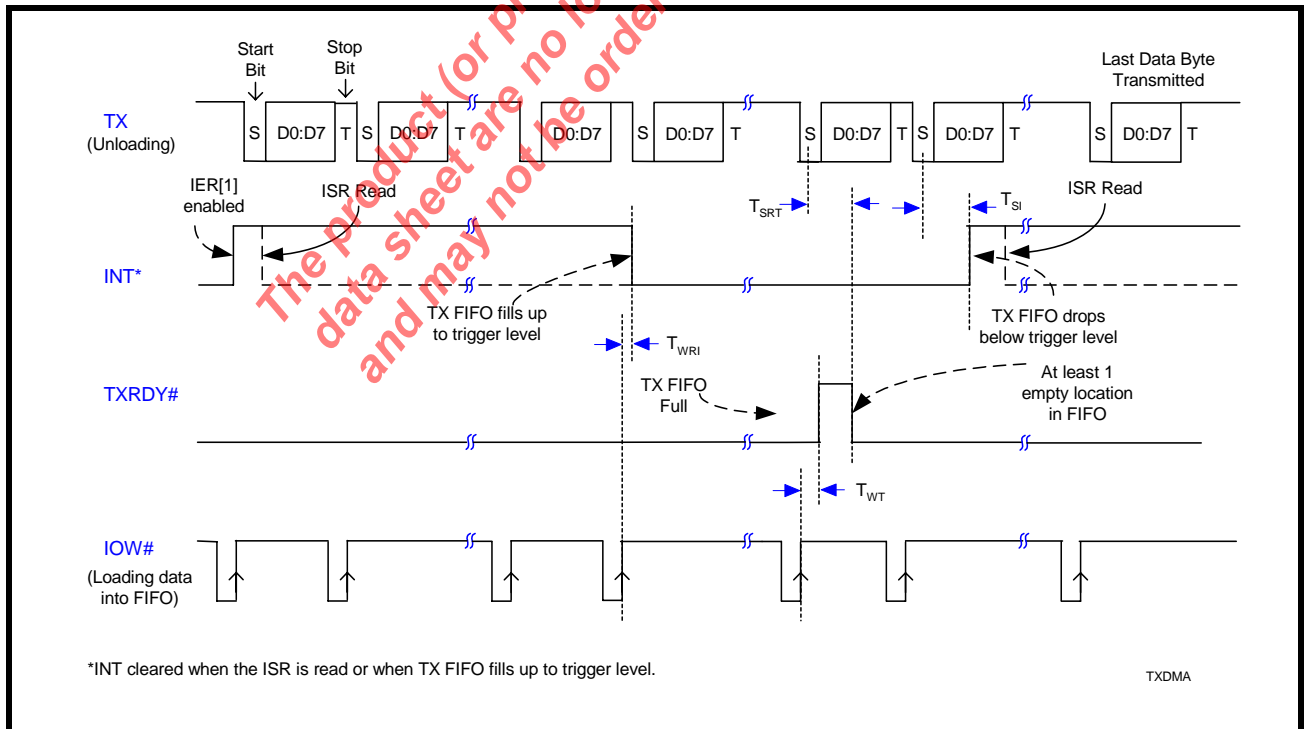 Start
Bit
Stop
Bit
Last Data Byte
Transmitted
TX
(Unloading)
S D0:D7 T S D0:D7 T D0:D7 T S D0:D7 T S D0:D7 T S D0:D7 T S D0:D7 T
IER[1]
enabled
ISR Read
TSRT
TSI
ISR Read
INT*
TX FIFO fills up
to trigger level
TX FIFO drops
below trigger level
TWRI
TXRDY#
TX FIFO
Full
At least 1
empty location
in FIFO
TWT
IOW#
(Loading data
into FIFO)
*INT cleared when the ISR is read or when TX FIFO fills up to trigger level.
TXDMA
The product (or
data sheet are no
and may not be